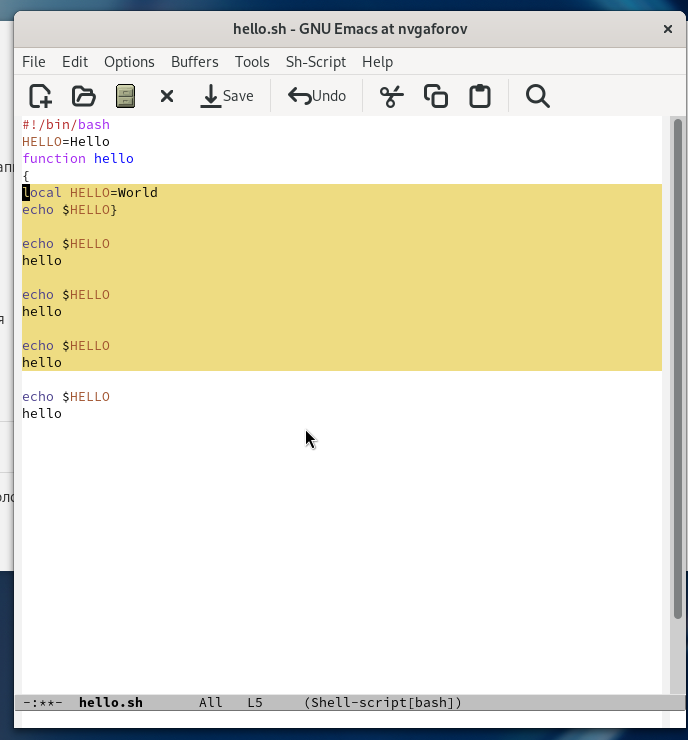 hello.sh - GNU Emacs at nvgaforov
File Edit Options Buffers Tools Sh-Script Help
Save Undo
#!/bin/bash
HELLO=Hello
function hello
{
local HELLO=World
echo $HELLO}
echo $HELLO
hello
echo $HELLO
hello
echo $HELLO
hello
echo $HELLO
hello
-:**- hello.sh All L5 (Shell-script[bash])